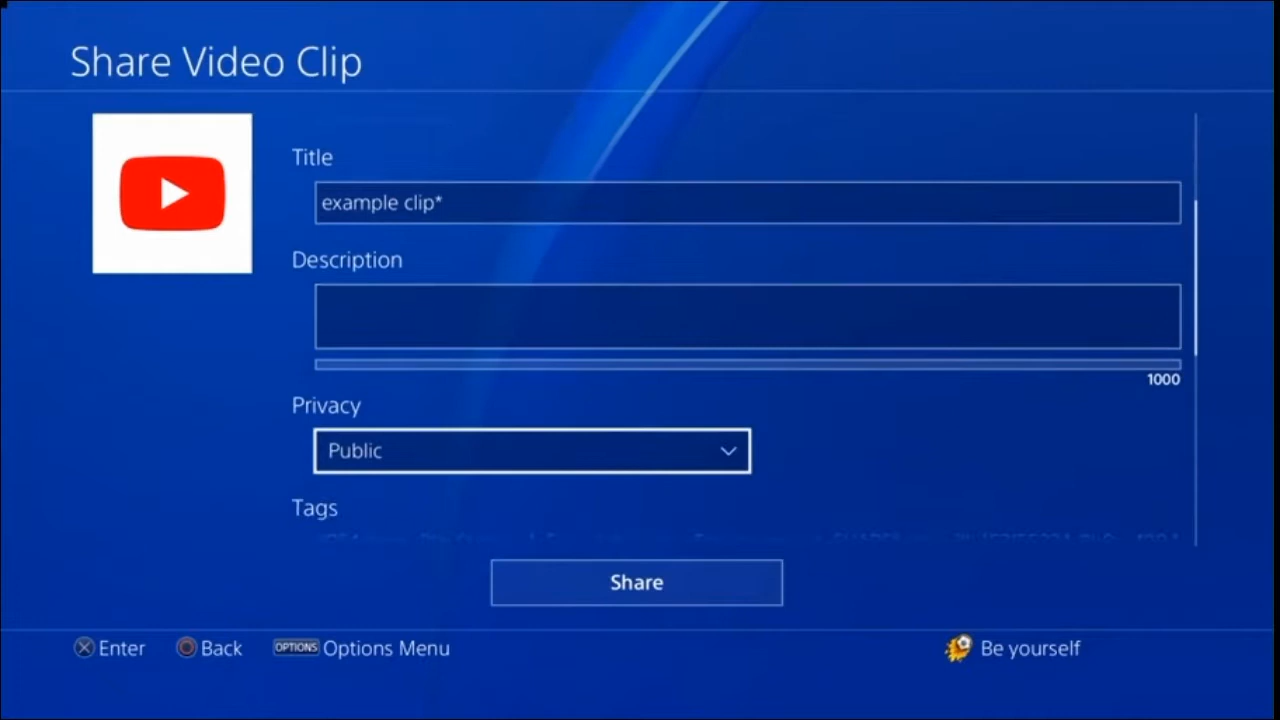 Share Video Clip
Title
example clip*
Description
1000
Privacy
Public
Tags
Share
Enter
Back
OPTIONS Options Menu
Be yourself